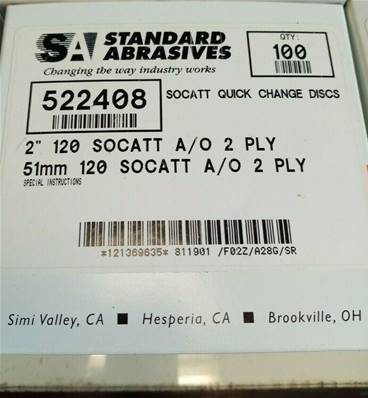 SA STANDARD
ABRASIVES
Changing the way industry works
QTY:
100
522408
SOCATT QUICK CHANGE DISCS
2" 120 SOCATT A/O 2 PLY
51mm 120 SOCATT A/O 2 PLY
SPECIAL INSTRUCTIONS
*121369635* 811901 /F02Z/A28G/SR
Simi Valley, CA ■ Hesperia, CA ■ Brookville, OH